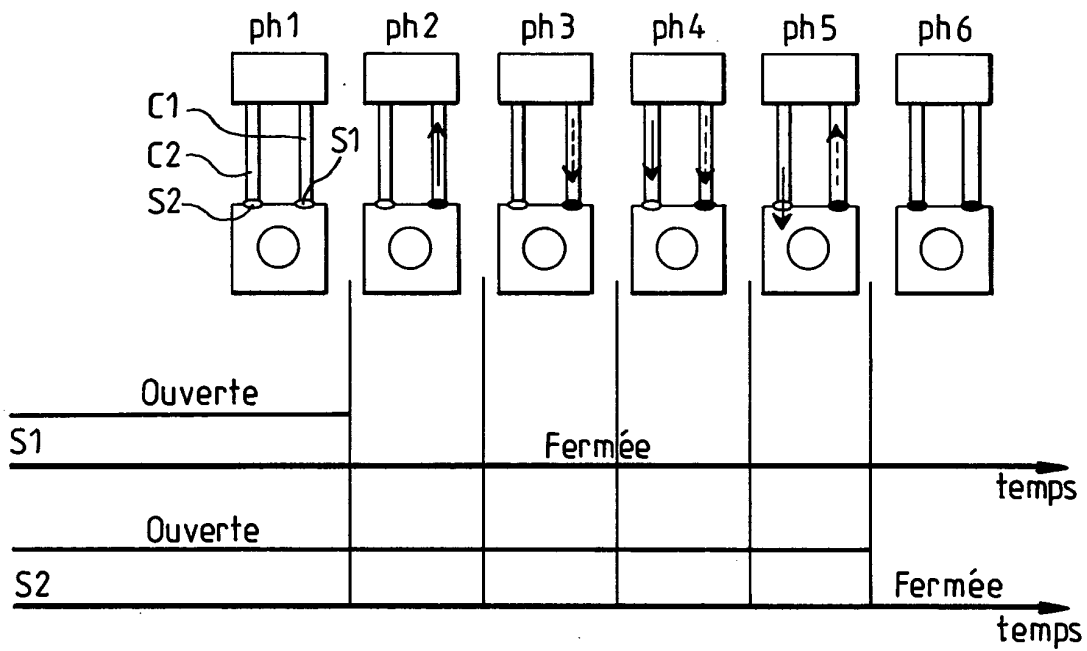 ph1 ph2 ph3 ph4 ph5 ph6
C1
S1
C2
S2
Ouverte
S1
Fermée
temps
Ouverte
S2
Fermée
temps